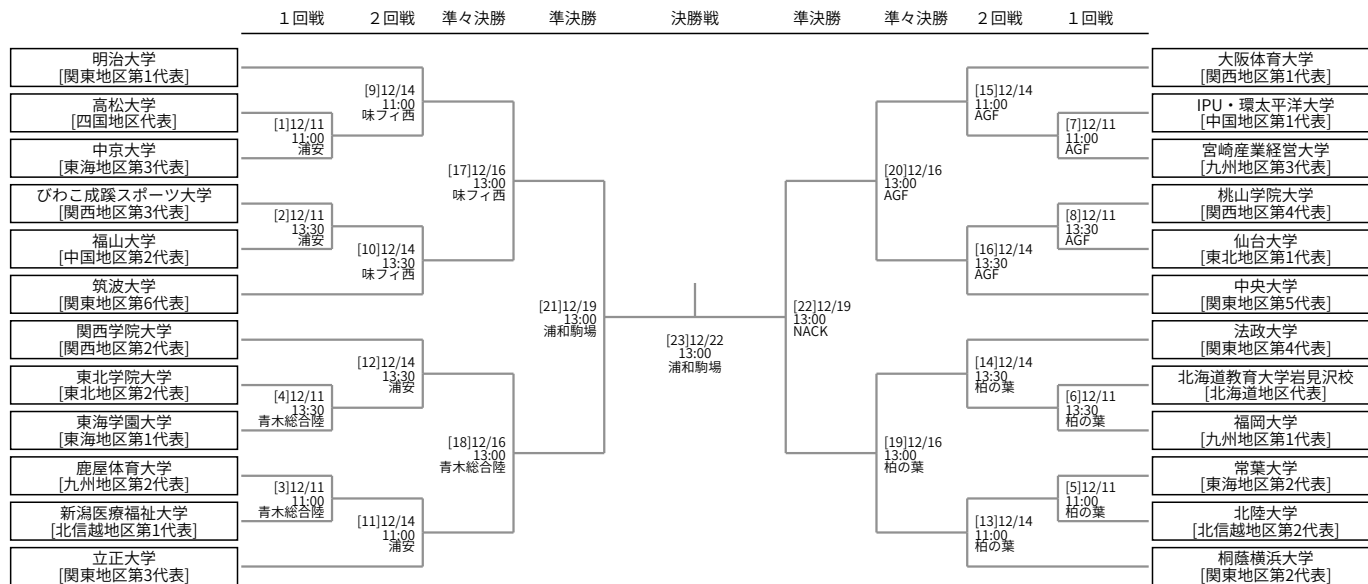 １回戦
２回戦
準々決勝
準決勝
決勝戦
準決勝
準々決勝
２回戦
１回戦
明治大学
[関東地区第1代表]
高松大学
[四国地区代表]
中京大学
[東海地区第3代表]
びわこ成蹊スポーツ大学
[関西地区第3代表]
福山大学
[中国地区第2代表]
筑波大学
[関東地区第6代表]
関西学院大学
[関西地区第2代表]
東北学院大学
[東北地区第2代表]
東海学園大学
[東海地区第1代表]
鹿屋体育大学
[九州地区第2代表]
新潟医療福祉大学
[北信越地区第1代表]
立正大学
[関東地区第3代表]
[1]12/11
11:00
浦安
[2]12/11
13:30
浦安
[4]12/11
13:30
青木総合陸
[3]12/11
11:00
青木総合陸
[9]12/14
11:00
味フィ西
[10]12/14
13:30
味フィ西
[12]12/14
13:30
浦安
[11]12/14
11:00
浦安
[17]12/16
13:00
味フィ西
[18]12/16
13:00
青木総合陸
[21]12/19
13:00
浦和駒場
[23]12/22
13:00
浦和駒場
[22]12/19
13:00
NACK
[20]12/16
13:00
AGF
[19]12/16
13:00
柏の葉
[15]12/14
11:00
AGF
[16]12/14
13:30
AGF
[14]12/14
13:30
柏の葉
[13]12/14
11:00
柏の葉
[7]12/11
11:00
AGF
[8]12/11
13:30
AGF
[6]12/11
13:30
柏の葉
[5]12/11
11:00
柏の葉
大阪体育大学
[関西地区第1代表]
IPU・環太平洋大学
[中国地区第1代表]
宮崎産業経営大学
[九州地区第3代表]
桃山学院大学
[関西地区第4代表]
仙台大学
[東北地区第1代表]
中央大学
[関東地区第5代表]
法政大学
[関東地区第4代表]
北海道教育大学岩見沢校
[北海道地区代表]
福岡大学
[九州地区第1代表]
常葉大学
[東海地区第2代表]
北陸大学
[北信越地区第2代表]
桐蔭横浜大学
[関東地区第2代表]